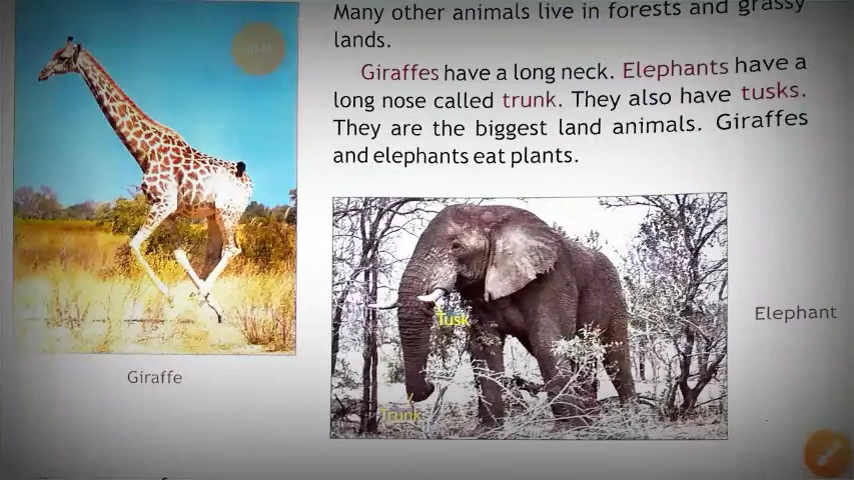 Many other animals live in forests and grassy
lands.
Giraffes have a long neck. Elephants have a
long nose called trunk. They also have tusks.
They are the biggest land animals. Giraffes
and elephants eat plants.
Tusk
Elephant
Giraffe
Trunk